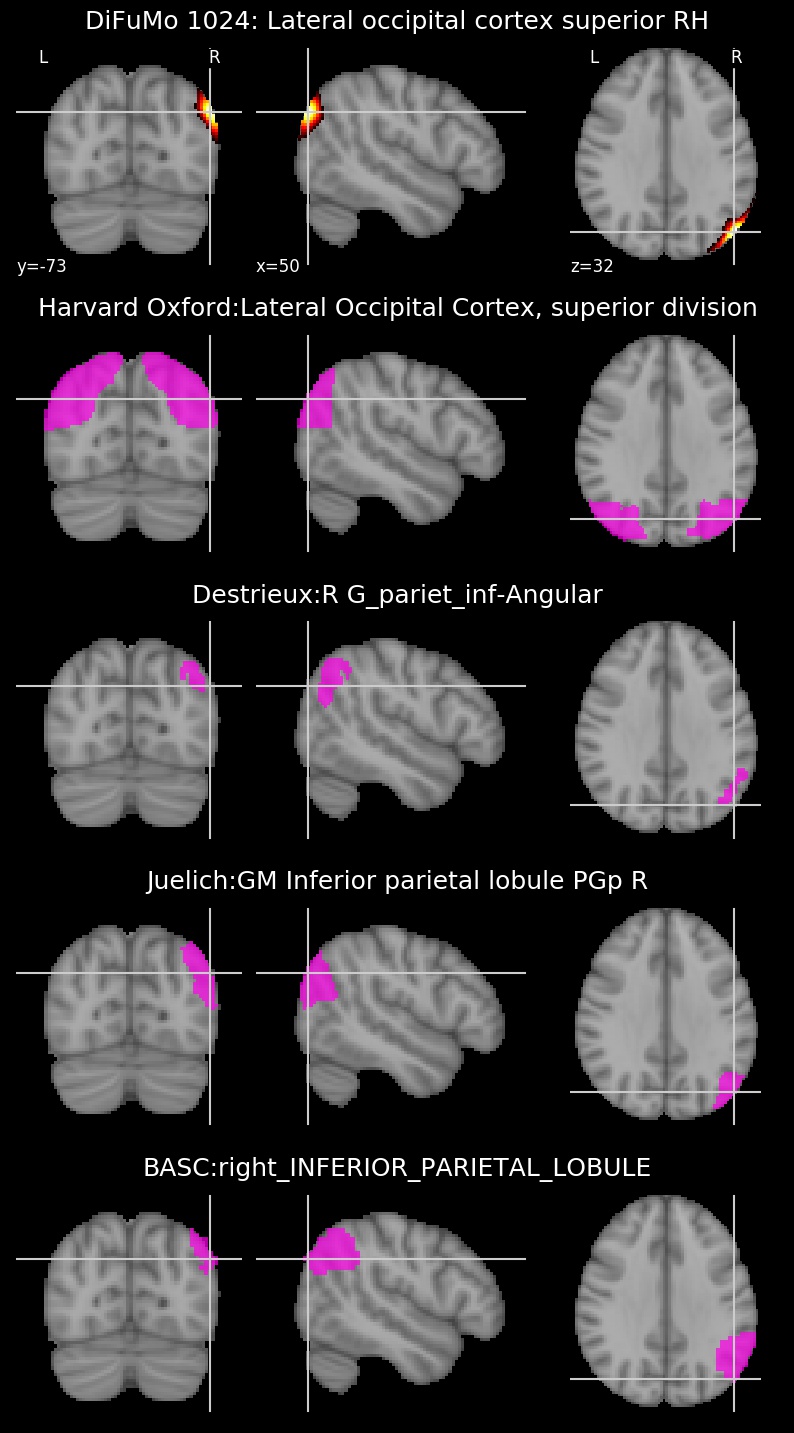 DiFuMo 1024: Lateral occipital cortex superior RH
L R L R
y=-73 x=50 z=32
Harvard Oxford:Lateral Occipital Cortex, superior division
Destrieux:R G_pariet_inf-Angular
Juelich:GM Inferior parietal lobule PGp R
BASC:right_INFERIOR_PARIETAL_LOBULE